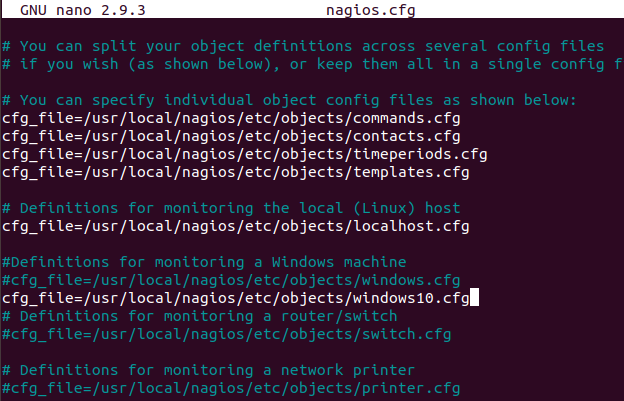 GNU nano 2.9.3 nagios.cfg
# You can split your object definitions across several config files
# if you wish (as shown below), or keep them all in a single config f
# You can specify individual object config files as shown below:
cfg_file=/usr/local/nagios/etc/objects/commands.cfg
cfg_file=/usr/local/nagios/etc/objects/contacts.cfg
cfg_file=/usr/local/nagios/etc/objects/timeperiods.cfg
cfg_file=/usr/local/nagios/etc/objects/templates.cfg
# Definitions for monitoring the local (Linux) host
cfg_file=/usr/local/nagios/etc/objects/localhost.cfg
#Definitions for monitoring a Windows machine
#cfg_file=/usr/local/nagios/etc/objects/windows.cfg
cfg_file=/usr/local/nagios/etc/objects/windows10.cfg
# Definitions for monitoring a router/switch
#cfg_file=/usr/local/nagios/etc/objects/switch.cfg
# Definitions for monitoring a network printer
#cfg_file=/usr/local/nagios/etc/objects/printer.cfg